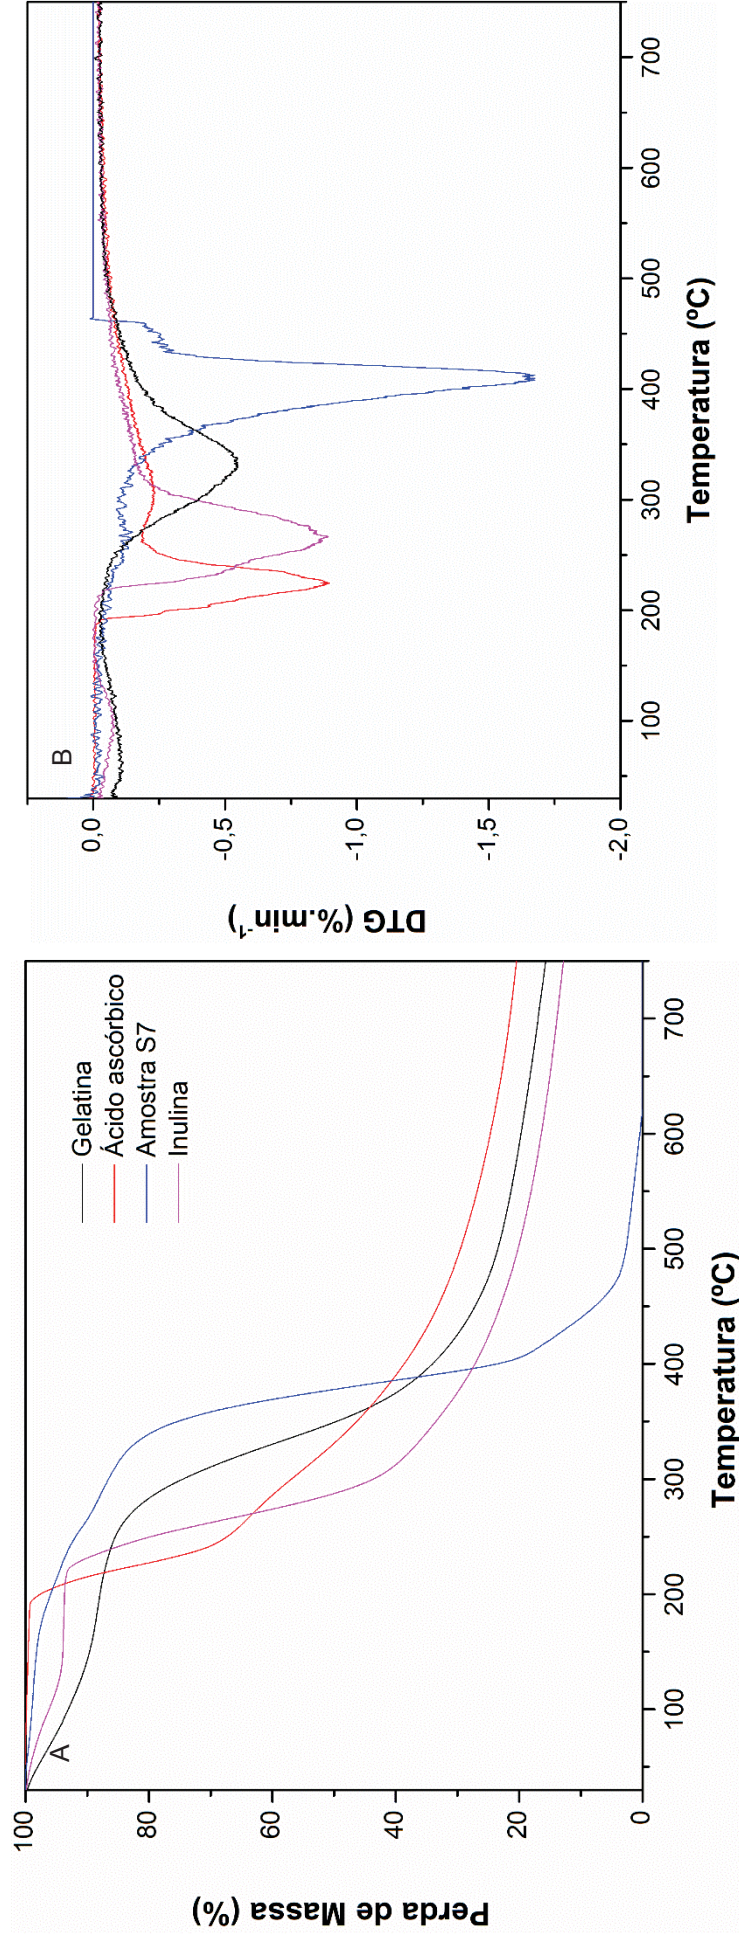 A
Gelatina
Ácido ascórbico
Amostra S7
Inulina
Perda de Massa (%)
100
80
60
40
20
0
100
200
300
400
500
600
700
Temperatura (ºC)
B
DTG (%.min⁻¹)
0,0
-0,5
-1,0
-1,5
-2,0
100
200
300
400
500
600
700
Temperatura (ºC)